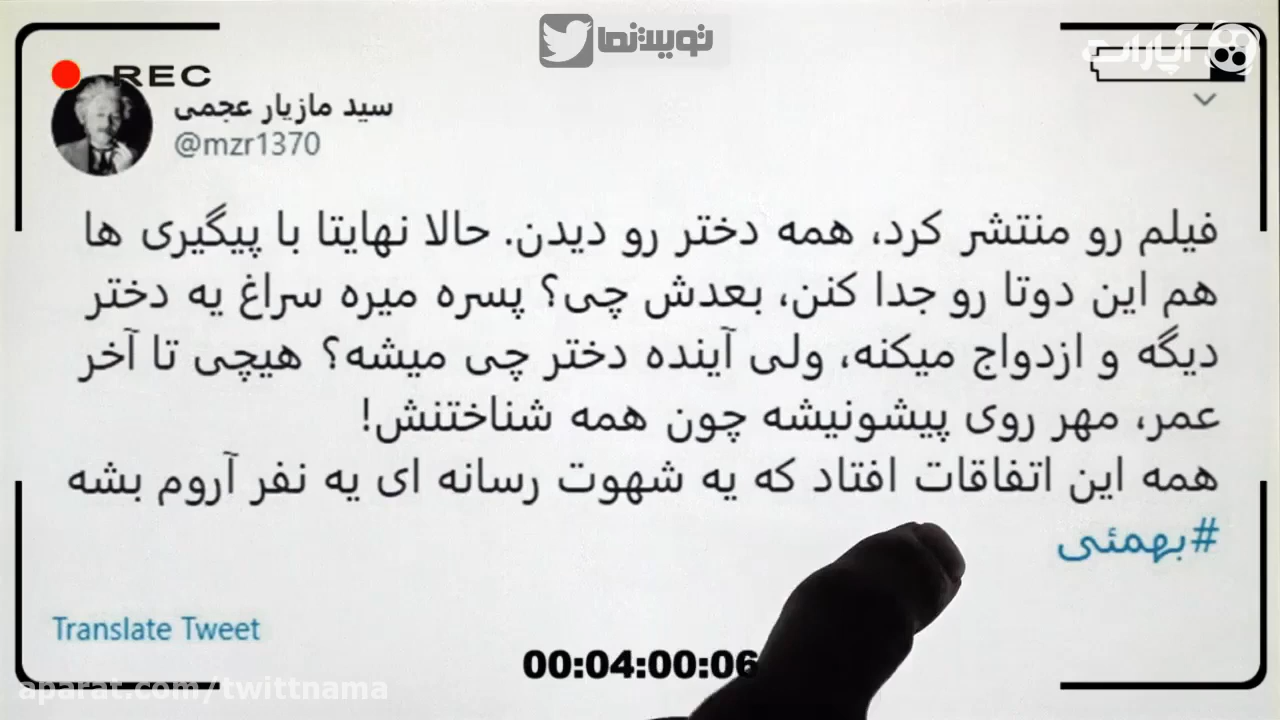 توییت‌نما
آپارات
REC
سید مازیار عجمی
@mzr1370
فیلم رو منتشر کرد، همه دختر رو دیدن. حالا نهایتا با پیگیری ها
هم این دوتا رو جدا کنن، بعدش چی؟ پسره میره سراغ یه دختر
دیگه و ازدواج میکنه، ولی آینده دختر چی میشه؟ هیچی تا آخر
عمر، مهر روی پیشونیشه چون همه شناختنش!
همه این اتفاقات افتاد که یه شهوت رسانه ای یه نفر آروم بشه
#بهمئی
Translate Tweet
00:04:00:06
aparat.com/twittnama